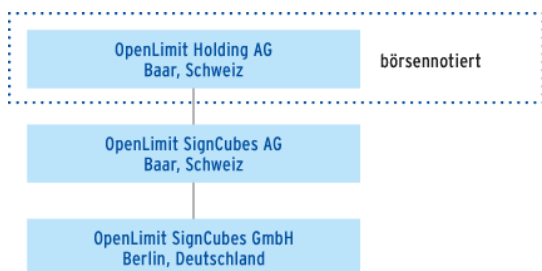 OpenLimit Holding AG
Baar, Schweiz
börsennotiert
OpenLimit SignCubes AG
Baar, Schweiz
OpenLimit SignCubes GmbH
Berlin, Deutschland